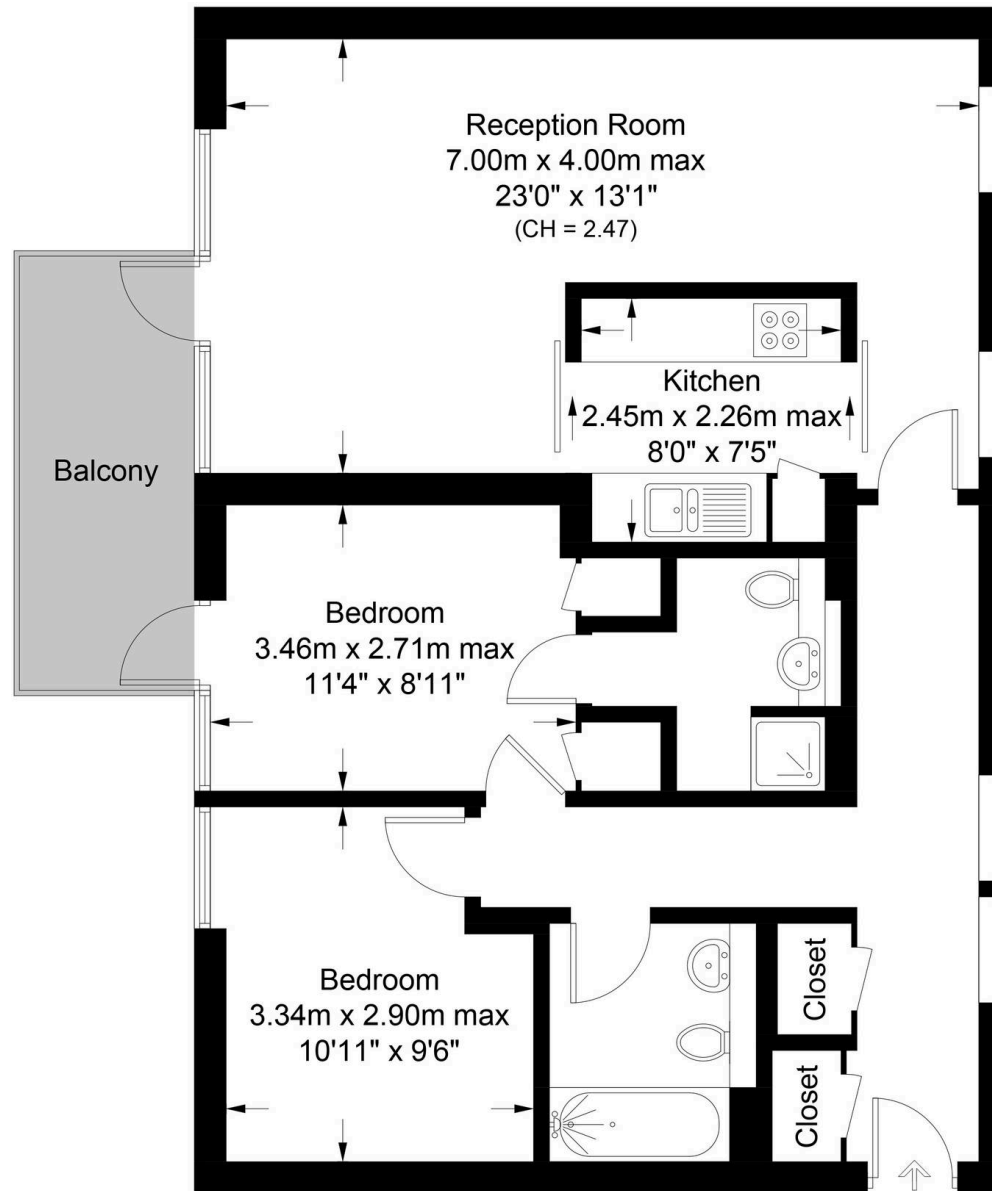 Reception Room
7.00m x 4.00m max
23'0" x 13'1"
(CH = 2.47)
Kitchen
2.45m x 2.26m max
8'0" x 7'5"
Balcony
Bedroom
3.46m x 2.71m max
11'4" x 8'11"
Bedroom
3.34m x 2.90m max
10'11" x 9'6"
Closet
Closet